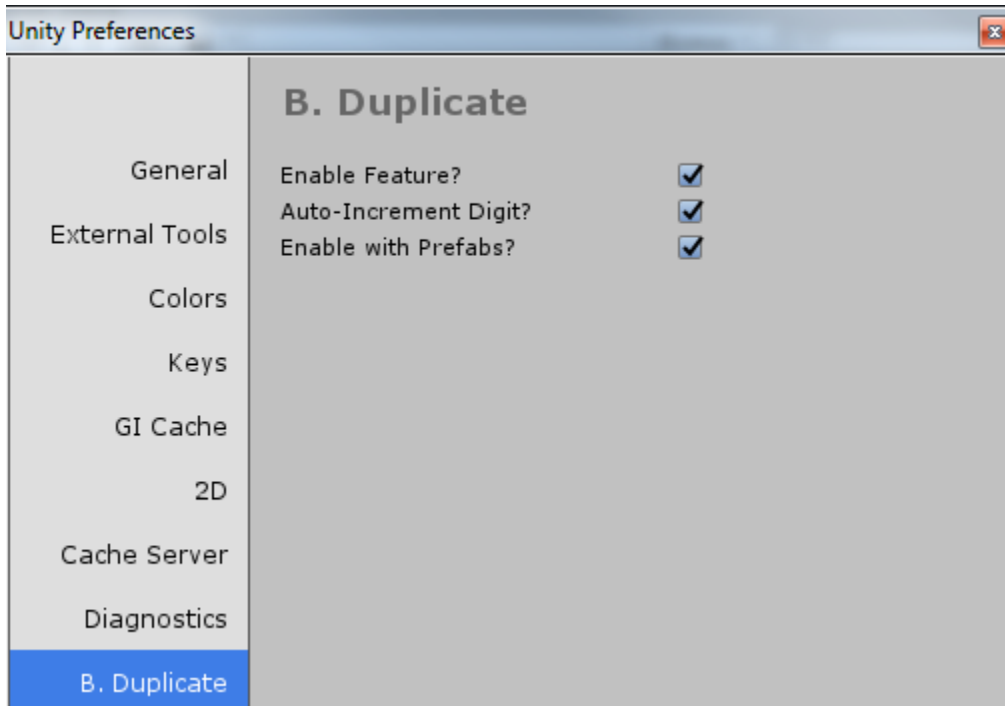 Unity Preferences
B. Duplicate
General
External Tools
Colors
Keys
GI Cache
2D
Cache Server
Diagnostics
B. Duplicate
Enable Feature?
Auto-Increment Digit?
Enable with Prefabs?